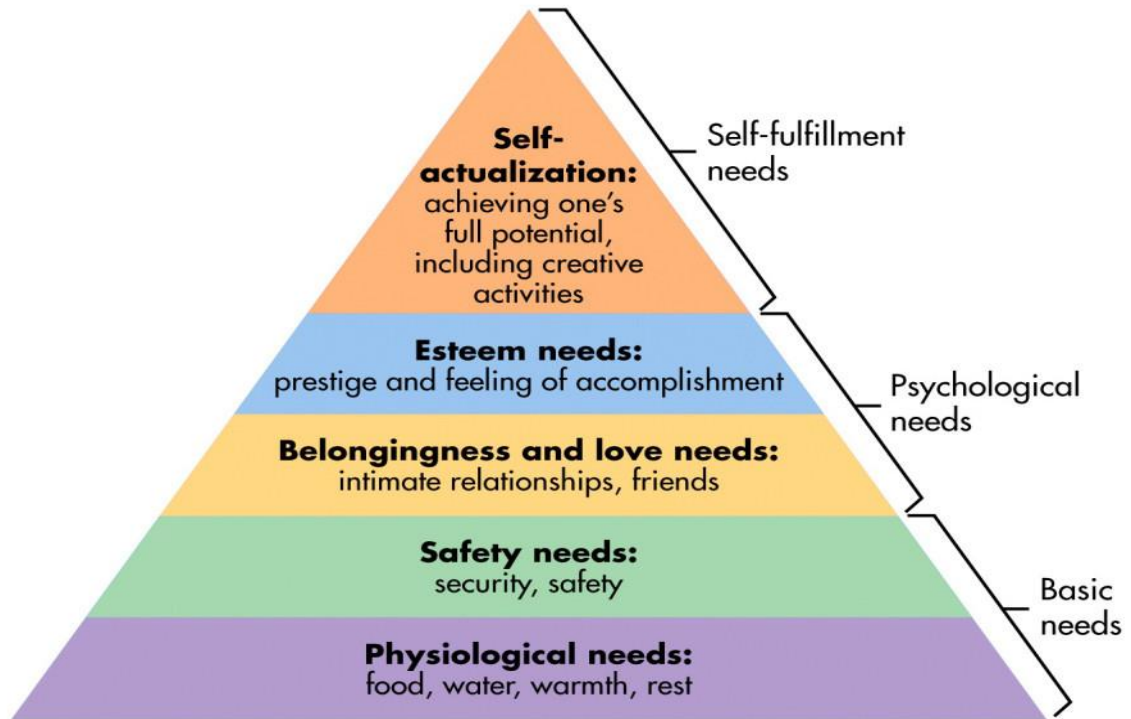 Self-
actualization:
achieving one's
full potential,
including creative
activities
Self-fulfillment
needs
Esteem needs:
prestige and feeling of accomplishment
Psychological
needs
Belongingness and love needs:
intimate relationships, friends
Safety needs:
security, safety
Basic
needs
Physiological needs:
food, water, warmth, rest